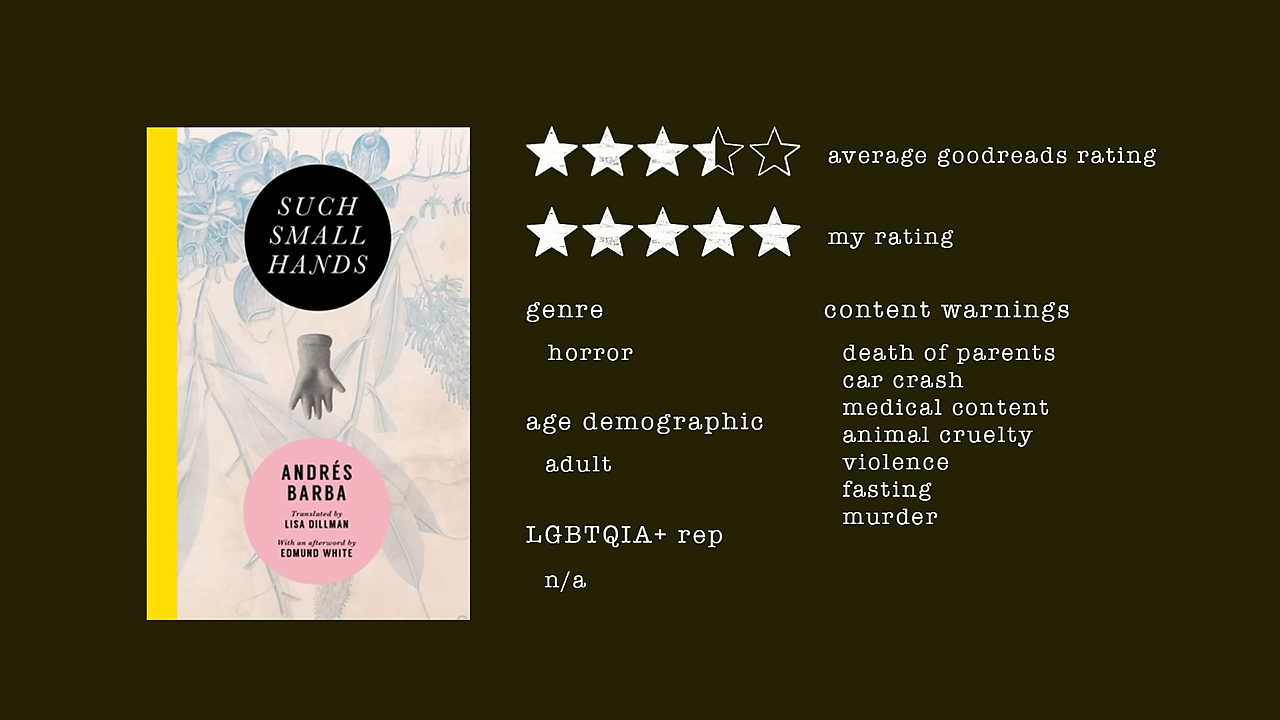 SUCH
SMALL
HANDS
ANDRÉS
BARBA
Translated by
LISA DILLMAN
With an afterword by
EDMUND WHITE
average goodreads rating
my rating
genre
horror
age demographic
adult
LGBTQIA+ rep
n/a
content warnings
death of parents
car crash
medical content
animal cruelty
violence
fasting
murder